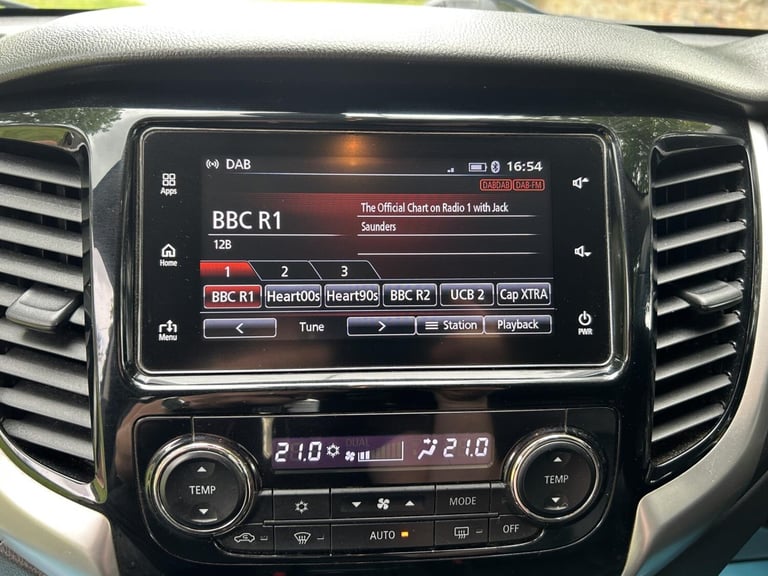 DAB
16:54
DABDAB DAB-FM
Apps
BBC R1
The Official Chart on Radio 1 with Jack
Saunders
12B
Home
1 2 3
BBC R1 Heart00s Heart90s BBC R2 UCB 2 Cap XTRA
Menu
< Tune > Station Playback
PWR
21.0 DUAL 21.0
TEMP
MODE
TEMP
AUTO
OFF